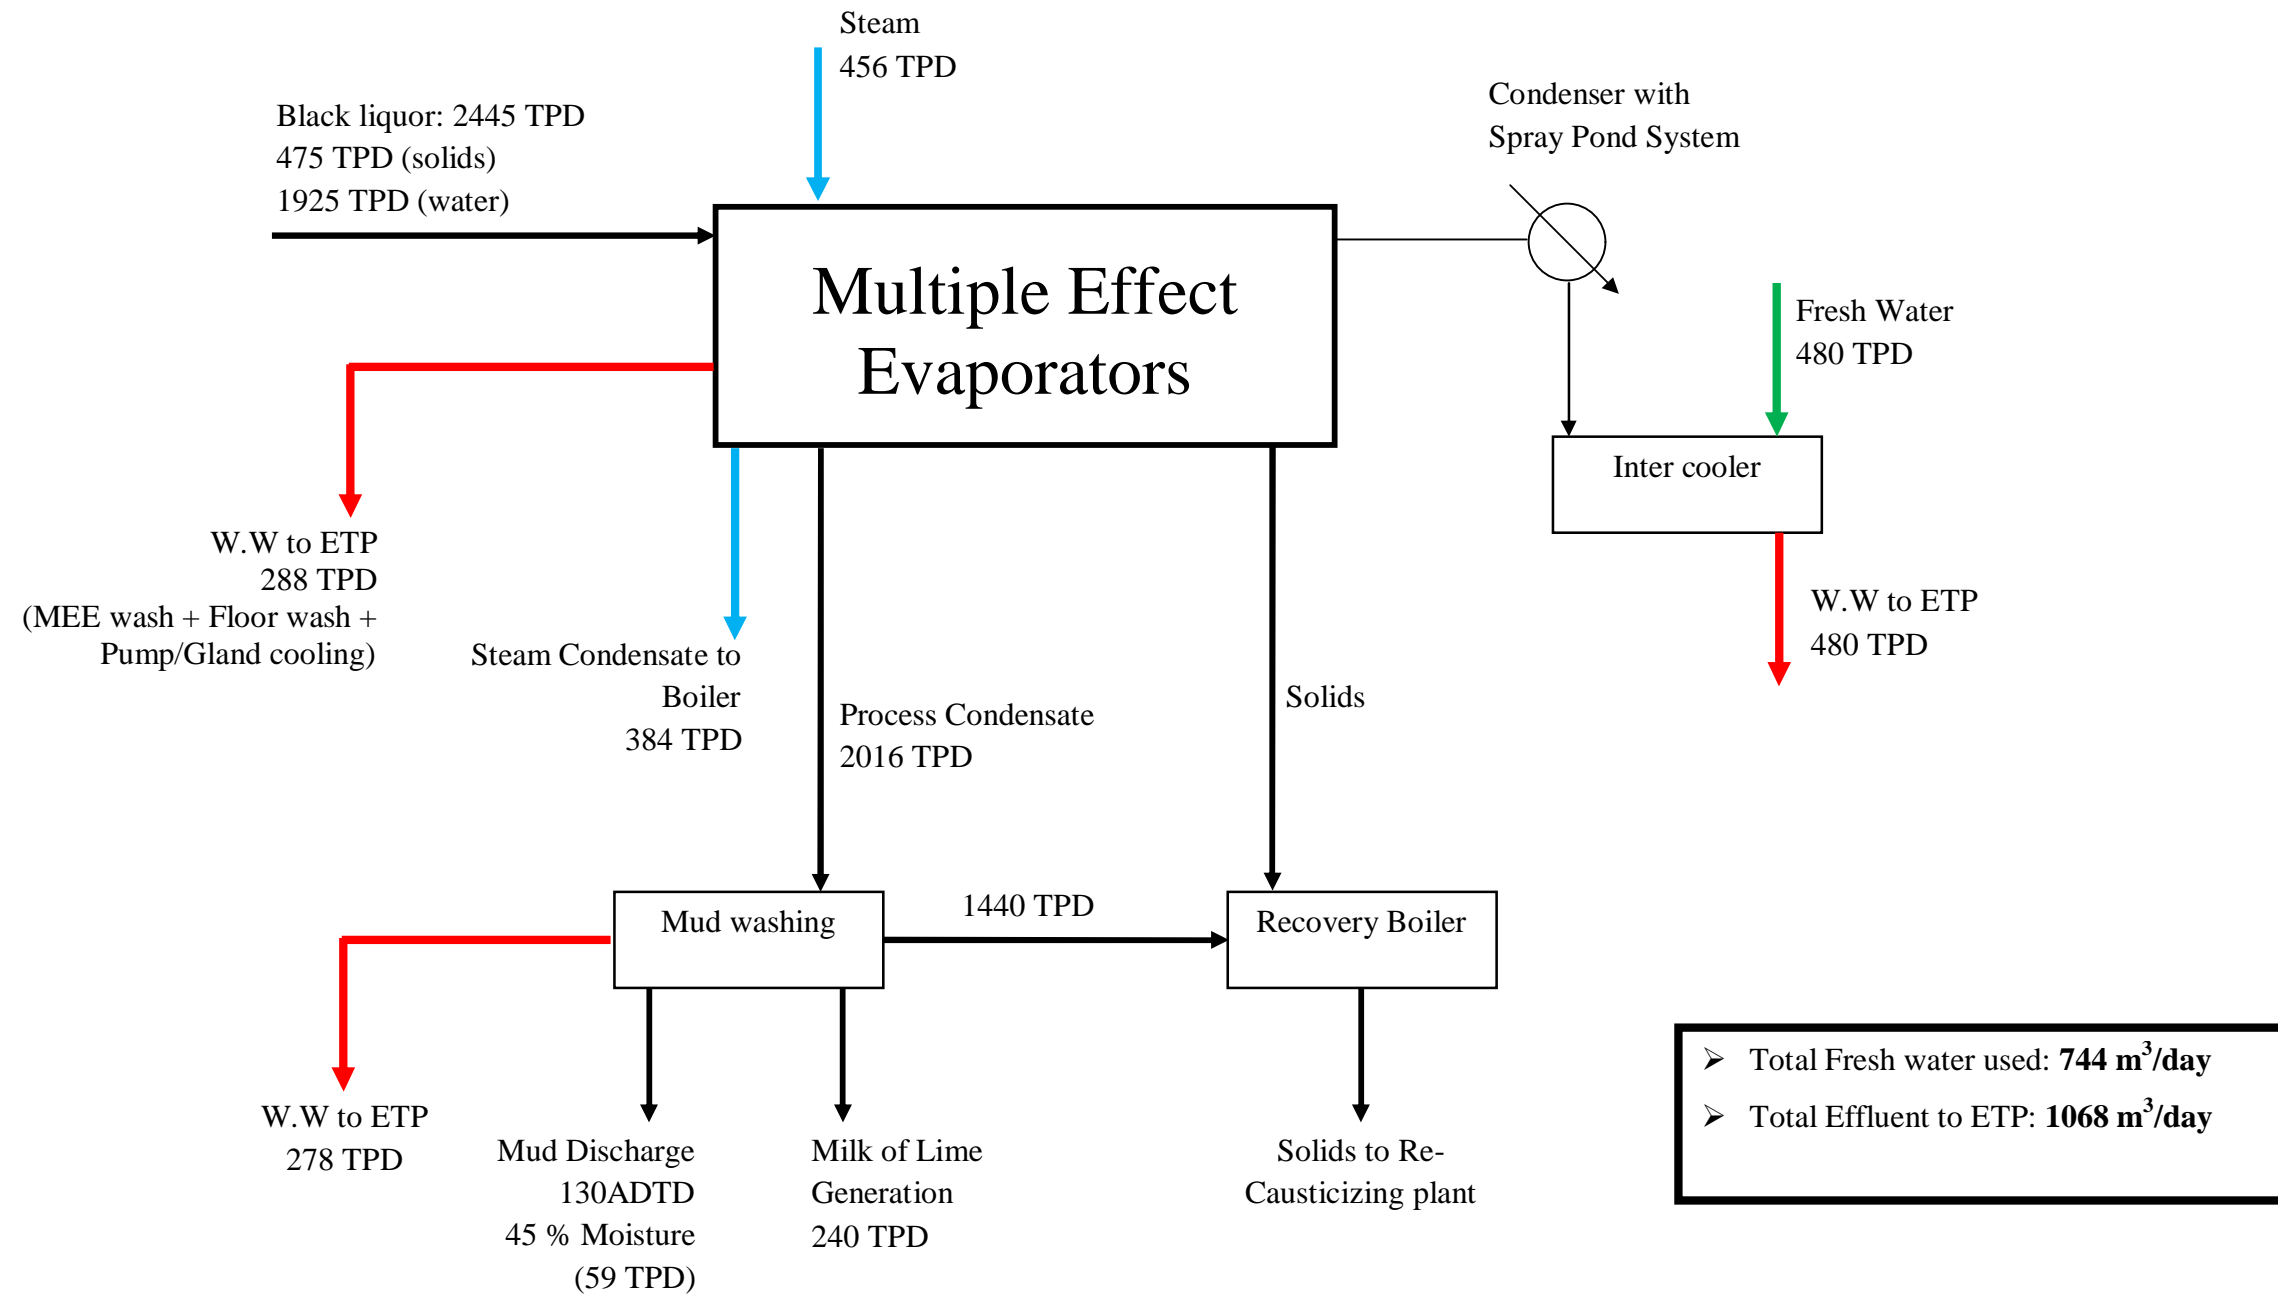 Steam
456 TPD
Black liquor: 2445 TPD
475 TPD (solids)
1925 TPD (water)
Condenser with
Spray Pond System
Multiple Effect
Evaporators
Fresh Water
480 TPD
Inter cooler
W.W to ETP
288 TPD
(MEE wash + Floor wash +
Pump/Gland cooling)
W.W to ETP
480 TPD
Steam Condensate to
Boiler
384 TPD
Process Condensate
2016 TPD
Solids
Mud washing
1440 TPD
Recovery Boiler
W.W to ETP
278 TPD
Mud Discharge
130ADTD
45 % Moisture
(59 TPD)
Milk of Lime
Generation
240 TPD
Solids to Re-
Causticizing plant
➢ Total Fresh water used: 744 m³/day
➢ Total Effluent to ETP: 1068 m³/day